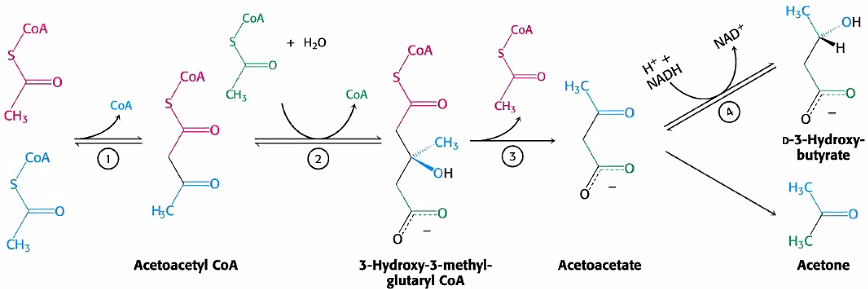 CoA
S
C
O
CH₃
CoA
S
C
O
CH₃
CoA
1
CoA
S
O
O
H₃C
Acetoacetyl CoA
CoA
S
O
CH₃
+ H₂O
CoA
2
CoA
S
O
CH₃
OH
O
O
−
3-Hydroxy-3-methyl-
glutaryl CoA
CoA
S
O
CH₃
3
H₃C
O
O
O
−
Acetoacetate
H⁺ +
NADH
NAD⁺
4
H₃C
OH
C
H
O
O
−
D-3-Hydroxy-
butyrate
H₃C
O
H₃C
Acetone